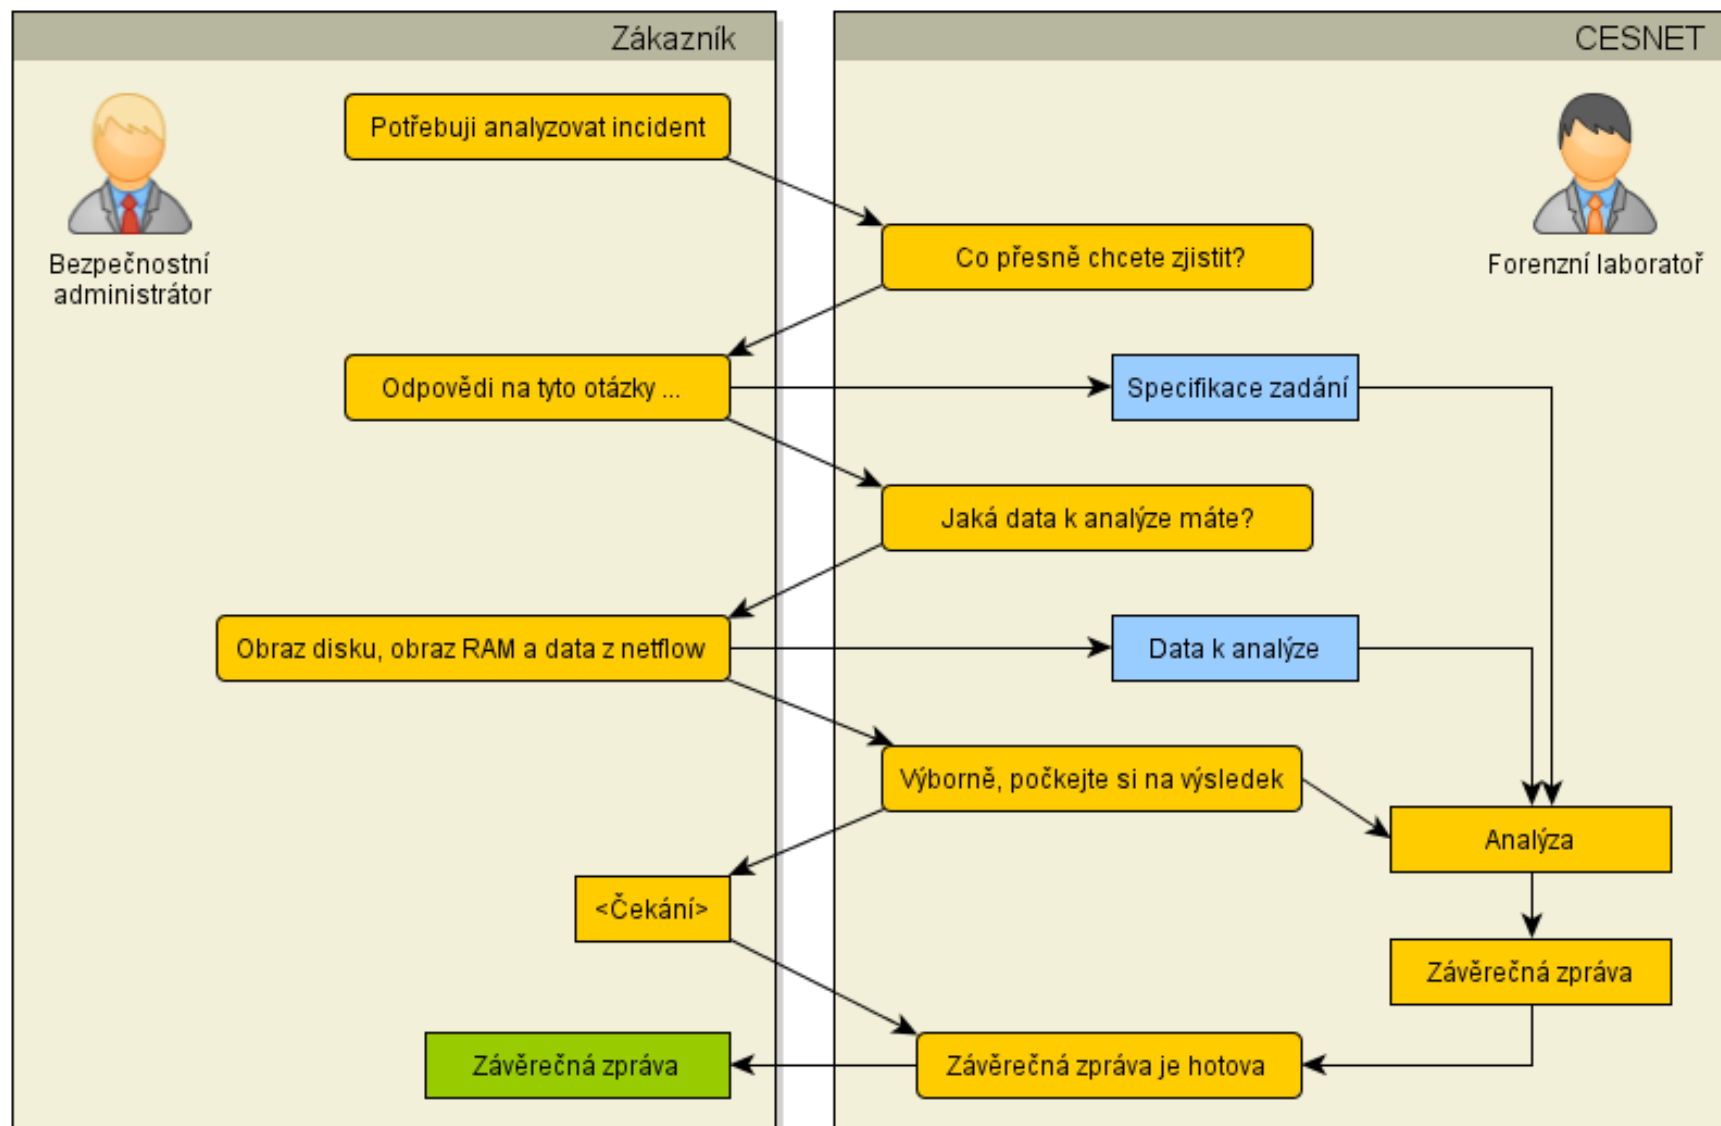 Zákazník
CESNET
Potřebuji analyzovat incident
Bezpečnostní
administrátor
Co přesně chcete zjistit?
Forenzní laboratoř
Odpovědi na tyto otázky ...
Specifikace zadání
Jaká data k analýze máte?
Obraz disku, obraz RAM a data z netflow
Data k analýze
Výborně, počkejte si na výsledek
Analýza
<Čekání>
Závěrečná zpráva
Závěrečná zpráva
Závěrečná zpráva je hotova